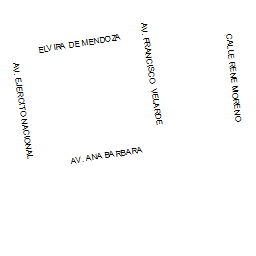 ELVIRA DE MENDOZA
AV. FRANCISCO VELARDE
CALLE RENE MORENO
AV. EJERCITO NACIONAL
AV. ANA BARBARA